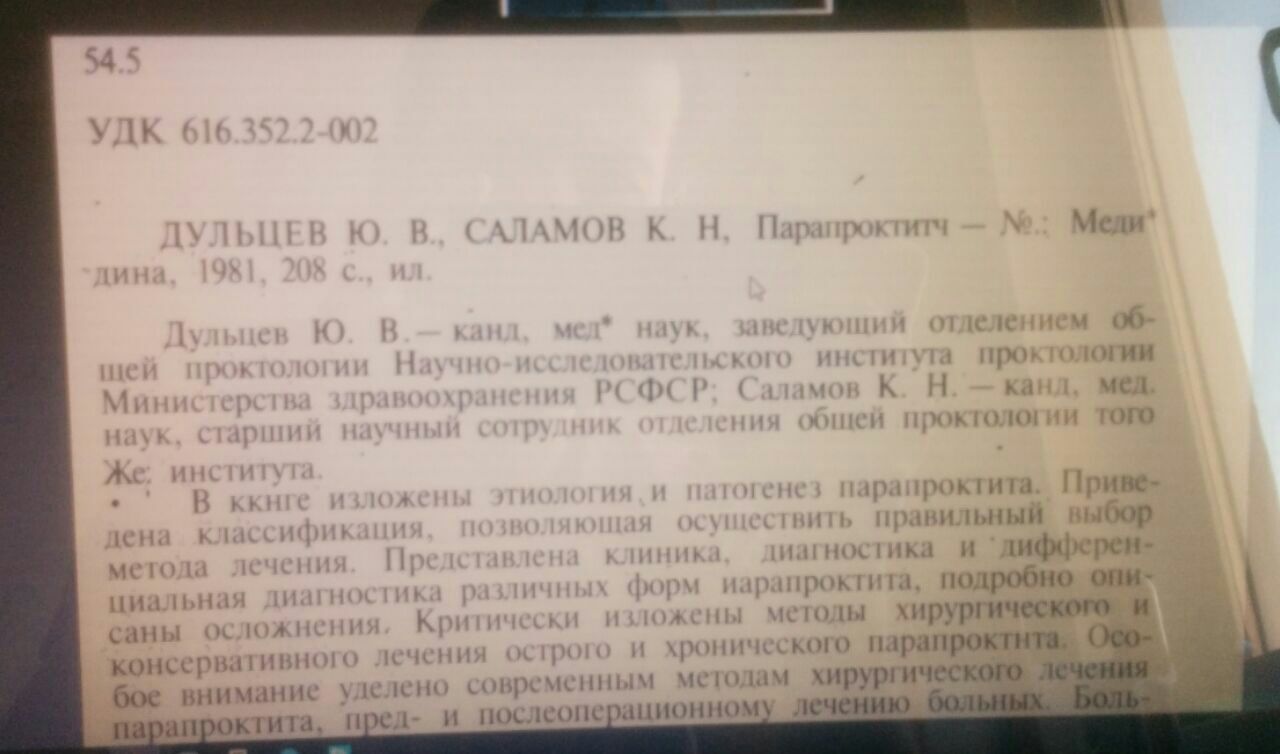 54.5
УДК 616.352.2-002
ДУЛЬЦЕВ Ю. В., САЛАМОВ К. Н, Парапроктитч — №.: Меди*
дина, 1981, 208 с., ил.
Дульцев Ю. В. — канд, мед* наук, заведующий отделением об-
щей проктологии Научно-исследовательского института проктологии
Министерства здравоохранения РСФСР; Саламов К. Н. — канд, мед.
наук, старший научный сотрудник отделения общей проктологии того
Же: института.
• ' В ккнге изложены этиология и патогенез парапроктита. Приве-
дена классификация, позволяющая осуществить правильный выбор
метода лечения. Представлена клиника, диагностика и дифферен-
циальная диагностика различных форм иарапроктита, подробно опи-
саны осложнения. Критически изложены методы хирургического и
консервативного лечения острого и хронического парапроктнта. Осо-
бое внимание уделено современным методам хирургического лечения
парапроктита, пред- и послеоперационному лечению больных. Боль-